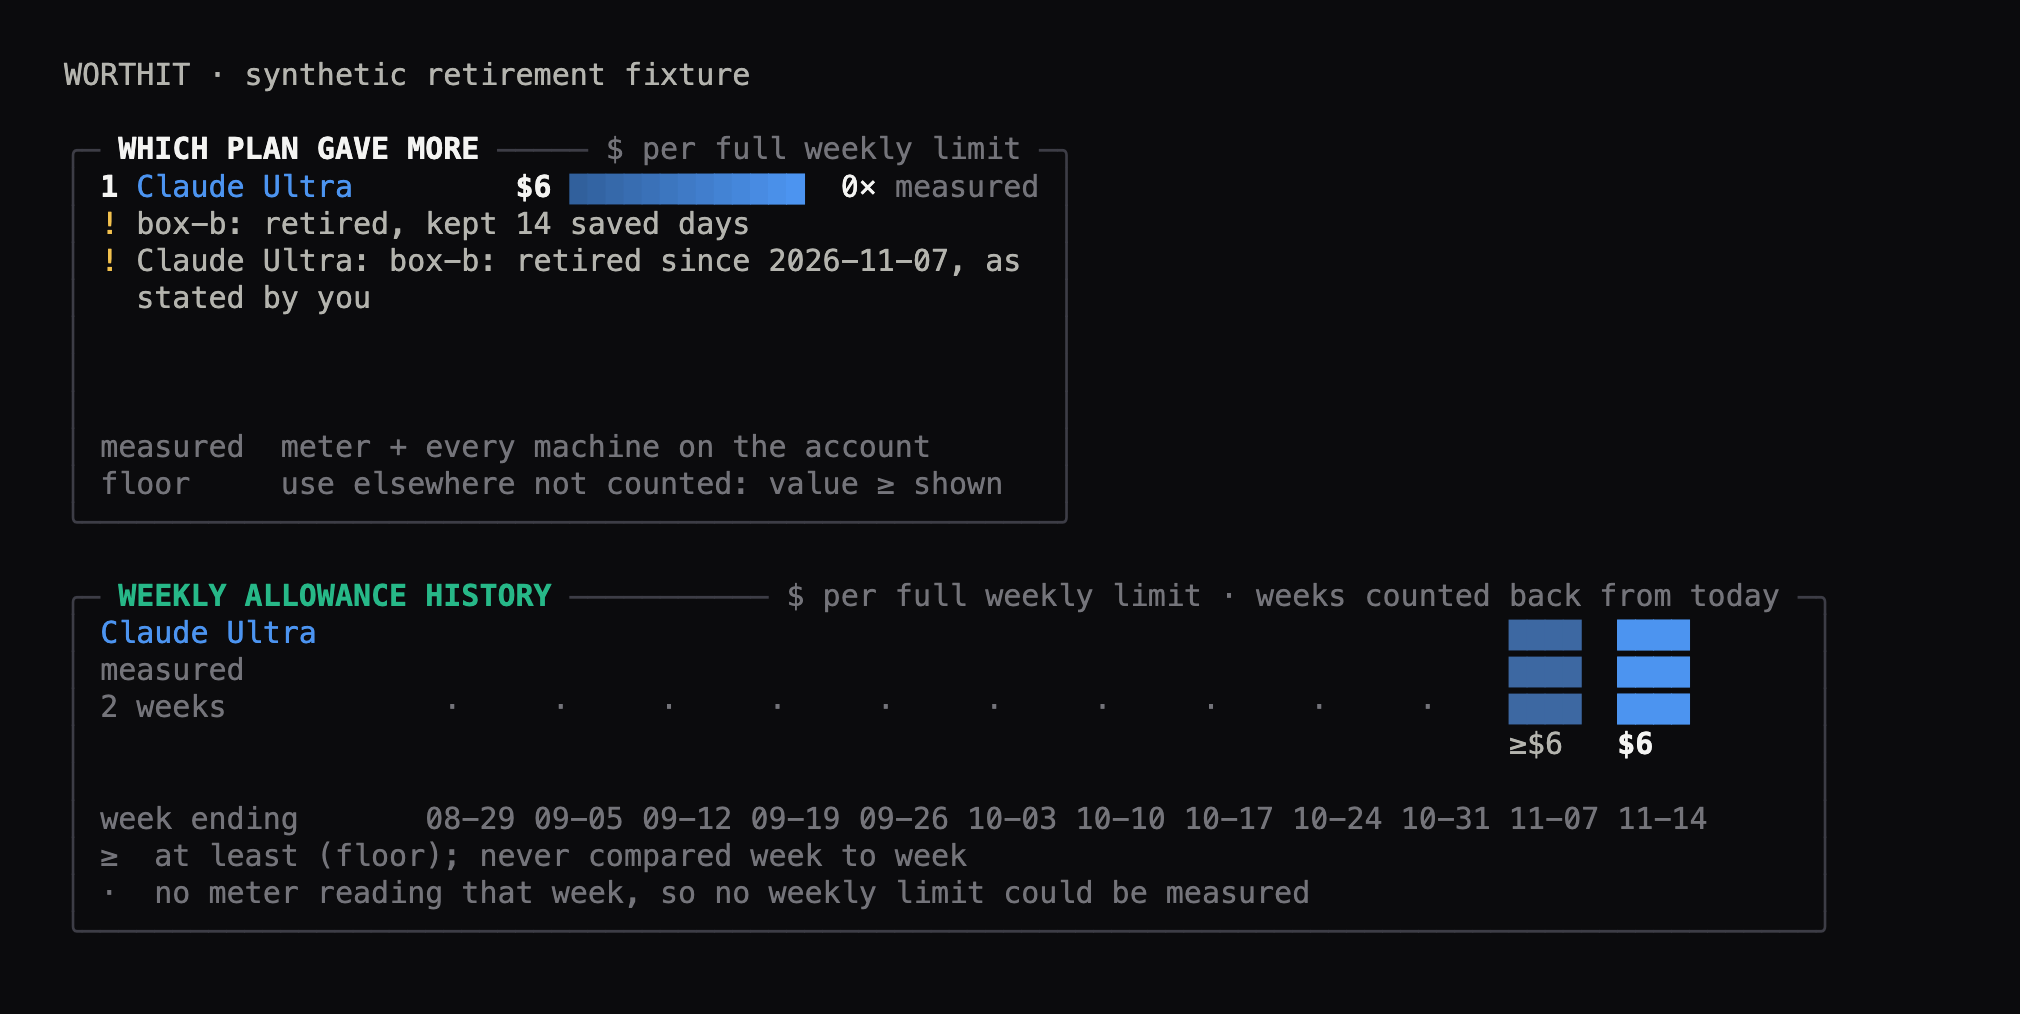 WORTHIT · synthetic retirement fixture
WHICH PLAN GAVE MORE $ per full weekly limit
1 Claude Ultra $6 0× measured
! box-b: retired, kept 14 saved days
! Claude Ultra: box-b: retired since 2026-11-07, as
stated by you
measured meter + every machine on the account
floor use elsewhere not counted: value ≥ shown
WEEKLY ALLOWANCE HISTORY $ per full weekly limit · weeks counted back from today
Claude Ultra
measured
2 weeks · · · · · · · · · ·
≥$6 $6
week ending 08-29 09-05 09-12 09-19 09-26 10-03 10-10 10-17 10-24 10-31 11-07 11-14
≥ at least (floor); never compared week to week
· no meter reading that week, so no weekly limit could be measured